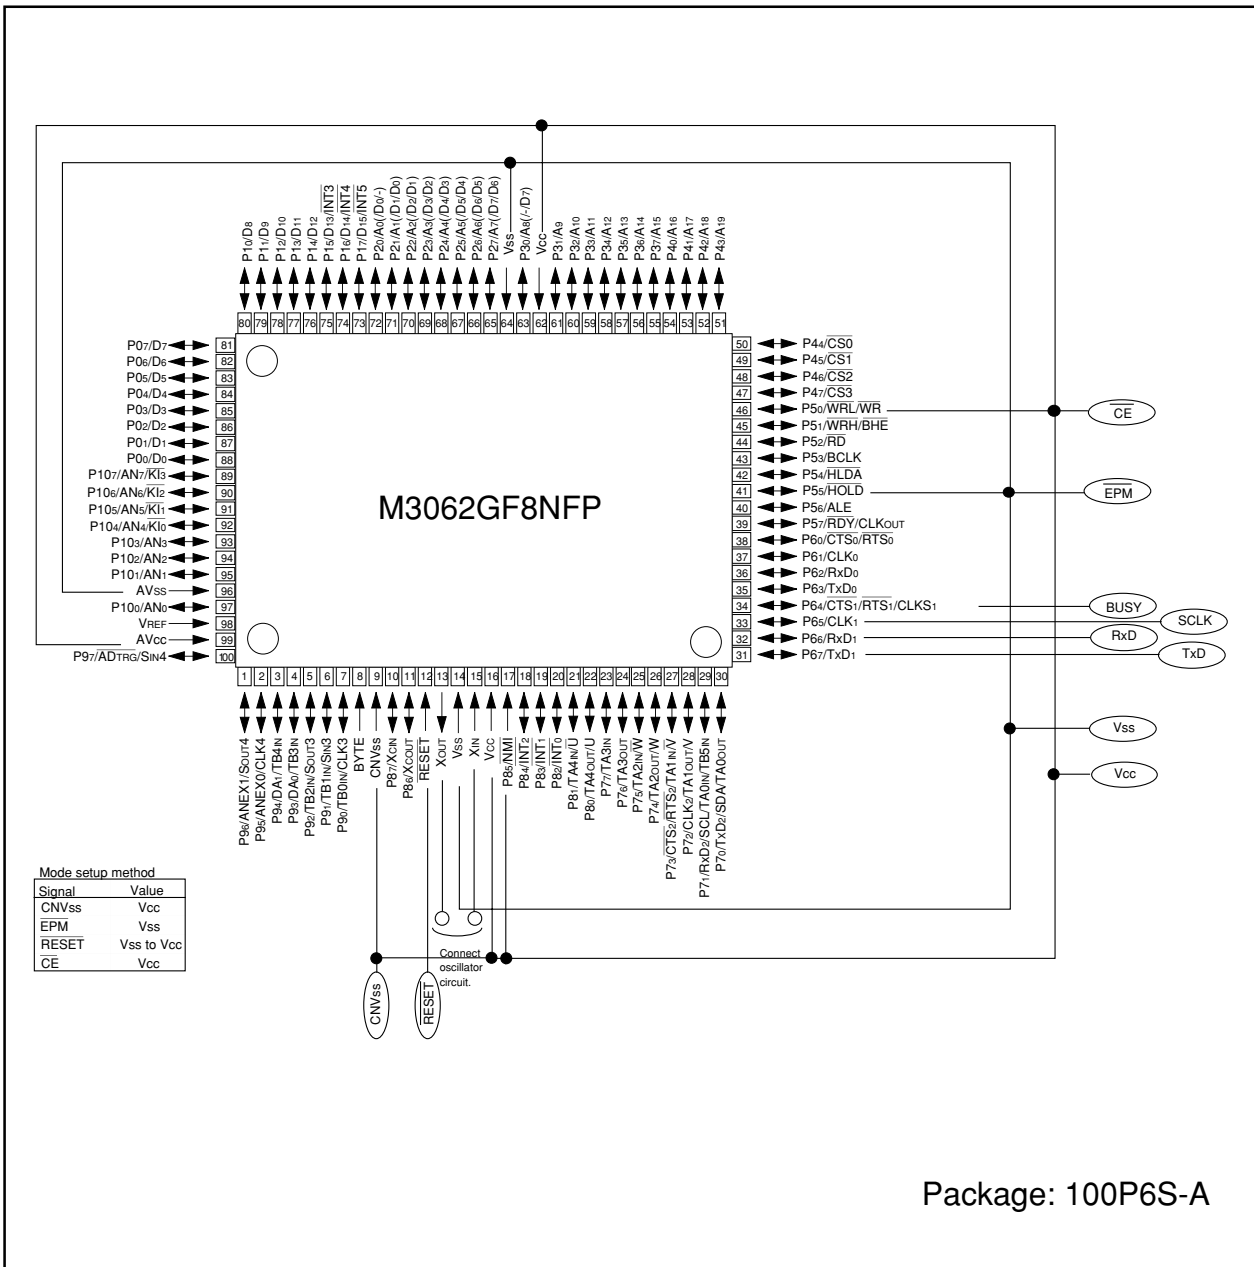 P10/D8
P11/D9
P12/D10
P13/D11
P14/D12
P15/D13/INT3
P16/D14/INT4
P17/D15/INT5
P20/A0(/D0/-)
P21/A1(/D1/D0)
P22/A2(/D2/D1)
P23/A3(/D3/D2)
P24/A4(/D4/D3)
P25/A5(/D5/D4)
P26/A6(/D6/D5)
P27/A7(/D7/D6)
Vss
P30/A8(/-/D7)
Vcc
P31/A9
P32/A10
P33/A11
P34/A12
P35/A13
P36/A14
P37/A15
P40/A16
P41/A17
P42/A18
P43/A19
80 79 78 77 76 75 74 73 72 71 70 69 68 67 66 65 64 63 62 61 60 59 58 57 56 55 54 53 52 51
P07/D7 81
P06/D6 82
P05/D5 83
P04/D4 84
P03/D3 85
P02/D2 86
P01/D1 87
P00/D0 88
P107/AN7/KI3 89
P106/AN6/KI2 90
P105/AN5/KI1 91
P104/AN4/KI0 92
P103/AN3 93
P102/AN2 94
P101/AN1 95
AVss 96
P100/AN0 97
VREF 98
AVcc 99
P97/ADTRG/SIN4 100
M3062GF8NFP
50 P44/CS0
49 P45/CS1
48 P46/CS2
47 P47/CS3
46 P50/WRL/WR
45 P51/WRH/BHE
44 P52/RD
43 P53/BCLK
42 P54/HLDA
41 P55/HOLD
40 P56/ALE
39 P57/RDY/CLKOUT
38 P60/CTS0/RTS0
37 P61/CLK0
36 P62/RxD0
35 P63/TxD0
34 P64/CTS1/RTS1/CLKS1
33 P65/CLK1
32 P66/RxD1
31 P67/TxD1
CE
EPM
BUSY
SCLK
RxD
TxD
Vss
Vcc
1 2 3 4 5 6 7 8 9 10 11 12 13 14 15 16 17 18 19 20 21 22 23 24 25 26 27 28 29 30
P96/ANEX1/SOUT4
P95/ANEX0/CLK4
P94/DA1/TB4IN
P93/DA0/TB3IN
P92/TB2IN/SOUT3
P91/TB1IN/SIN3
P90/TB0IN/CLK3
BYTE
CNVss
P87/XCIN
P86/XCOUT
RESET
XOUT
Vss
XIN
Vcc
P85/NMI
P84/INT2
P83/INT1
P82/INT0
P81/TA4IN/U
P80/TA4OUT/U
P77/TA3IN
P76/TA3OUT
P75/TA2IN/W
P74/TA2OUT/W
P73/CTS2/RTS2/TA1IN/V
P72/CLK2/TA1OUT/V
P71/RxD2/SCL/TA0IN/TB5IN
P70/TxD2/SDA/TA0OUT
Mode setup method
Signal Value
CNVss Vcc
EPM Vss
RESET Vss to Vcc
CE Vcc
Connect
oscillator
circuit.
CNVss
RESET
Package: 100P6S-A